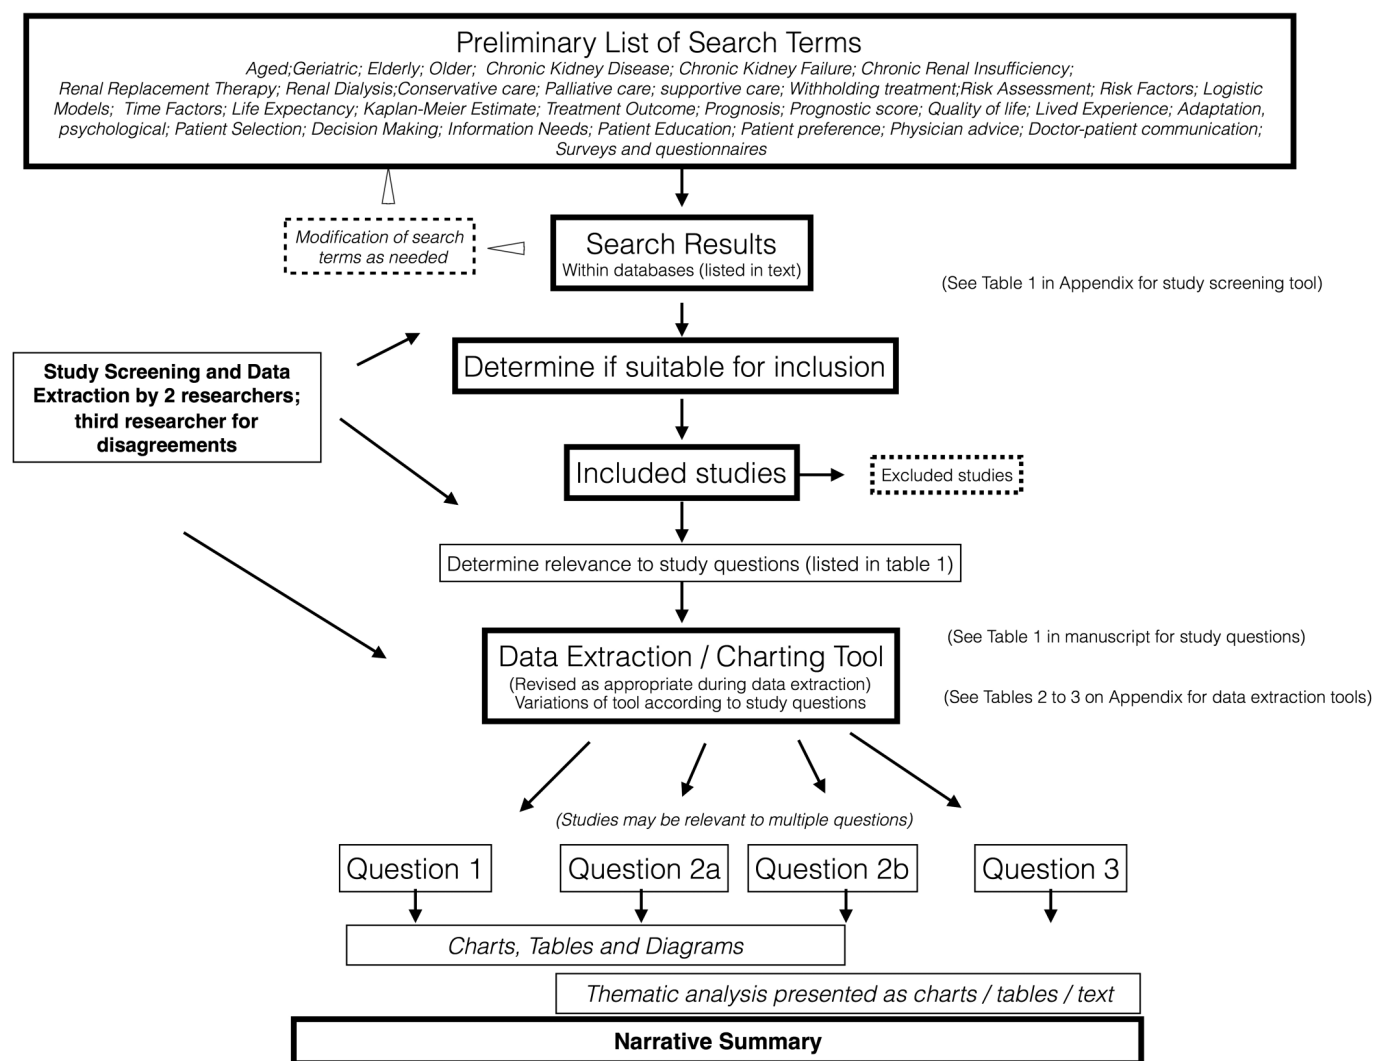 Preliminary List of Search Terms
Aged;Geriatric; Elderly; Older; Chronic Kidney Disease; Chronic Kidney Failure; Chronic Renal Insufficiency;
Renal Replacement Therapy; Renal Dialysis;Conservative care; Palliative care; supportive care; Withholding treatment;Risk Assessment; Risk Factors; Logistic
Models; Time Factors; Life Expectancy; Kaplan-Meier Estimate; Treatment Outcome; Prognosis; Prognostic score; Quality of life; Lived Experience; Adaptation,
psychological; Patient Selection; Decision Making; Information Needs; Patient Education; Patient preference; Physician advice; Doctor-patient communication;
Surveys and questionnaires
Modification of search
terms as needed
Search Results
Within databases (listed in text)
(See Table 1 in Appendix for study screening tool)
Determine if suitable for inclusion
Study Screening and Data
Extraction by 2 researchers;
third researcher for
disagreements
Included studies
Excluded studies
Determine relevance to study questions (listed in table 1)
(See Table 1 in manuscript for study questions)
Data Extraction / Charting Tool
(Revised as appropriate during data extraction)
Variations of tool according to study questions
(See Tables 2 to 3 on Appendix for data extraction tools)
(Studies may be relevant to multiple questions)
Question 1
Question 2a
Question 2b
Question 3
Charts, Tables and Diagrams
Thematic analysis presented as charts / tables / text
Narrative Summary